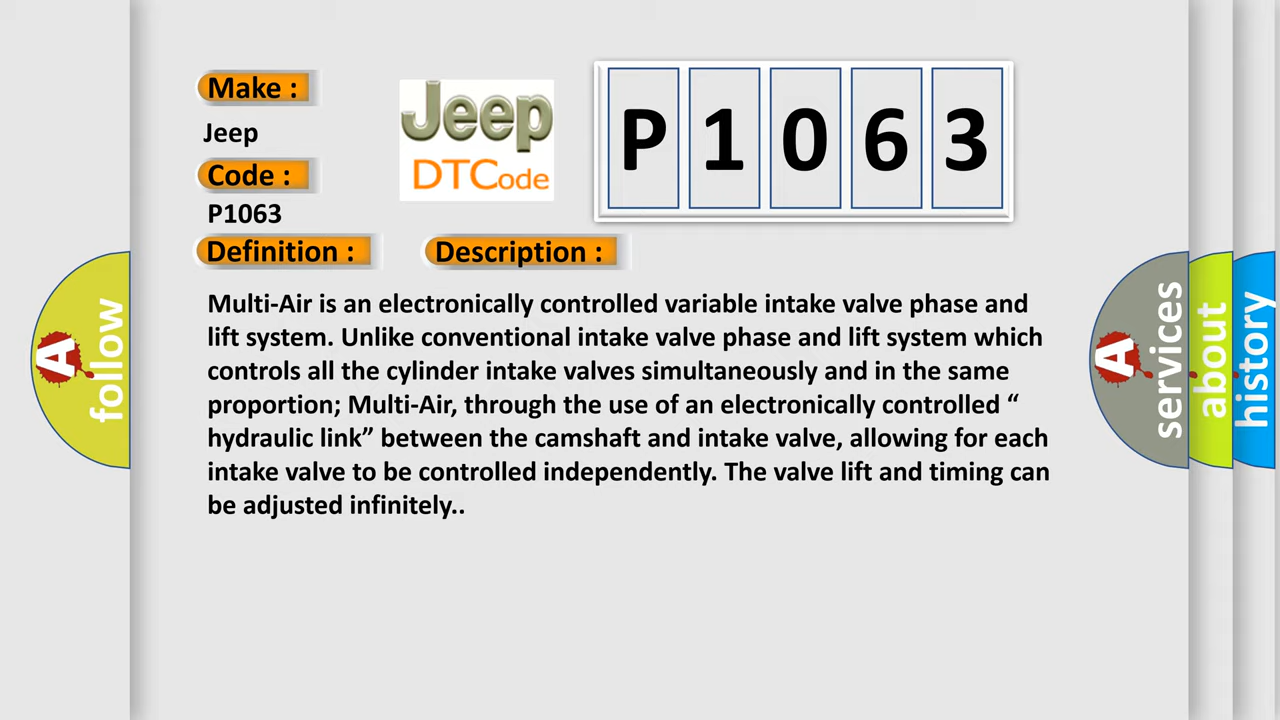 Make :
Jeep
Code :
P1063
Definition :
Description :
Jeep
DTCode
P1063
Multi-Air is an electronically controlled variable intake valve phase and
lift system. Unlike conventional intake valve phase and lift system which
controls all the cylinder intake valves simultaneously and in the same
proportion; Multi-Air, through the use of an electronically controlled “
hydraulic link” between the camshaft and intake valve, allowing for each
intake valve to be controlled independently. The valve lift and timing can
be adjusted infinitely..
A
follow
A
services
about
history